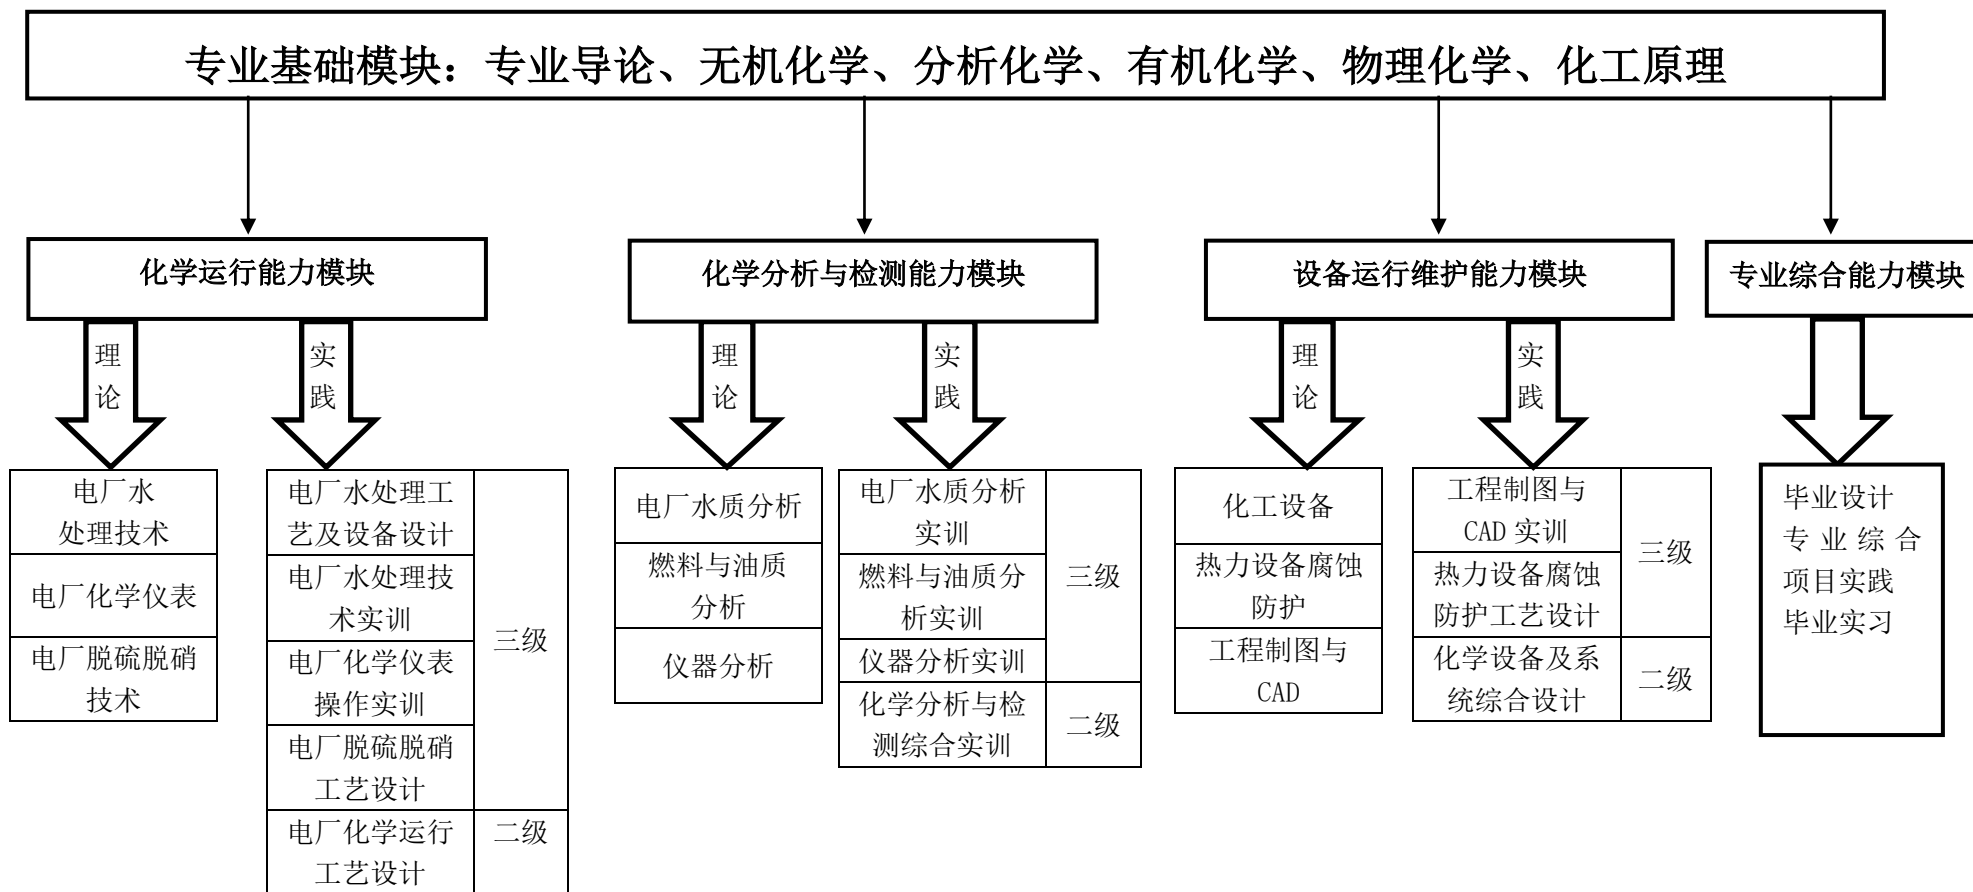 专业基础模块：专业导论、无机化学、分析化学、有机化学、物理化学、化工原理
化学运行能力模块
化学分析与检测能力模块
设备运行维护能力模块
专业综合能力模块
理
论
实
践
理
论
实
践
理
论
实
践
电厂水
处理技术
电厂化学仪表
电厂脱硫脱硝
技术
电厂水处理工
艺及设备设计
电厂水处理技
术实训
电厂化学仪表
操作实训
电厂脱硫脱硝
工艺设计
三级
电厂化学运行
工艺设计
二级
电厂水质分析
燃料与油质
分析
仪器分析
电厂水质分析
实训
燃料与油质分
析实训
仪器分析实训
三级
化学分析与检
测综合实训
二级
化工设备
热力设备腐蚀
防护
工程制图与
CAD
工程制图与
CAD 实训
热力设备腐蚀
防护工艺设计
三级
化学设备及系
统综合设计
二级
毕业设计
专业综合
项目实践
毕业实习